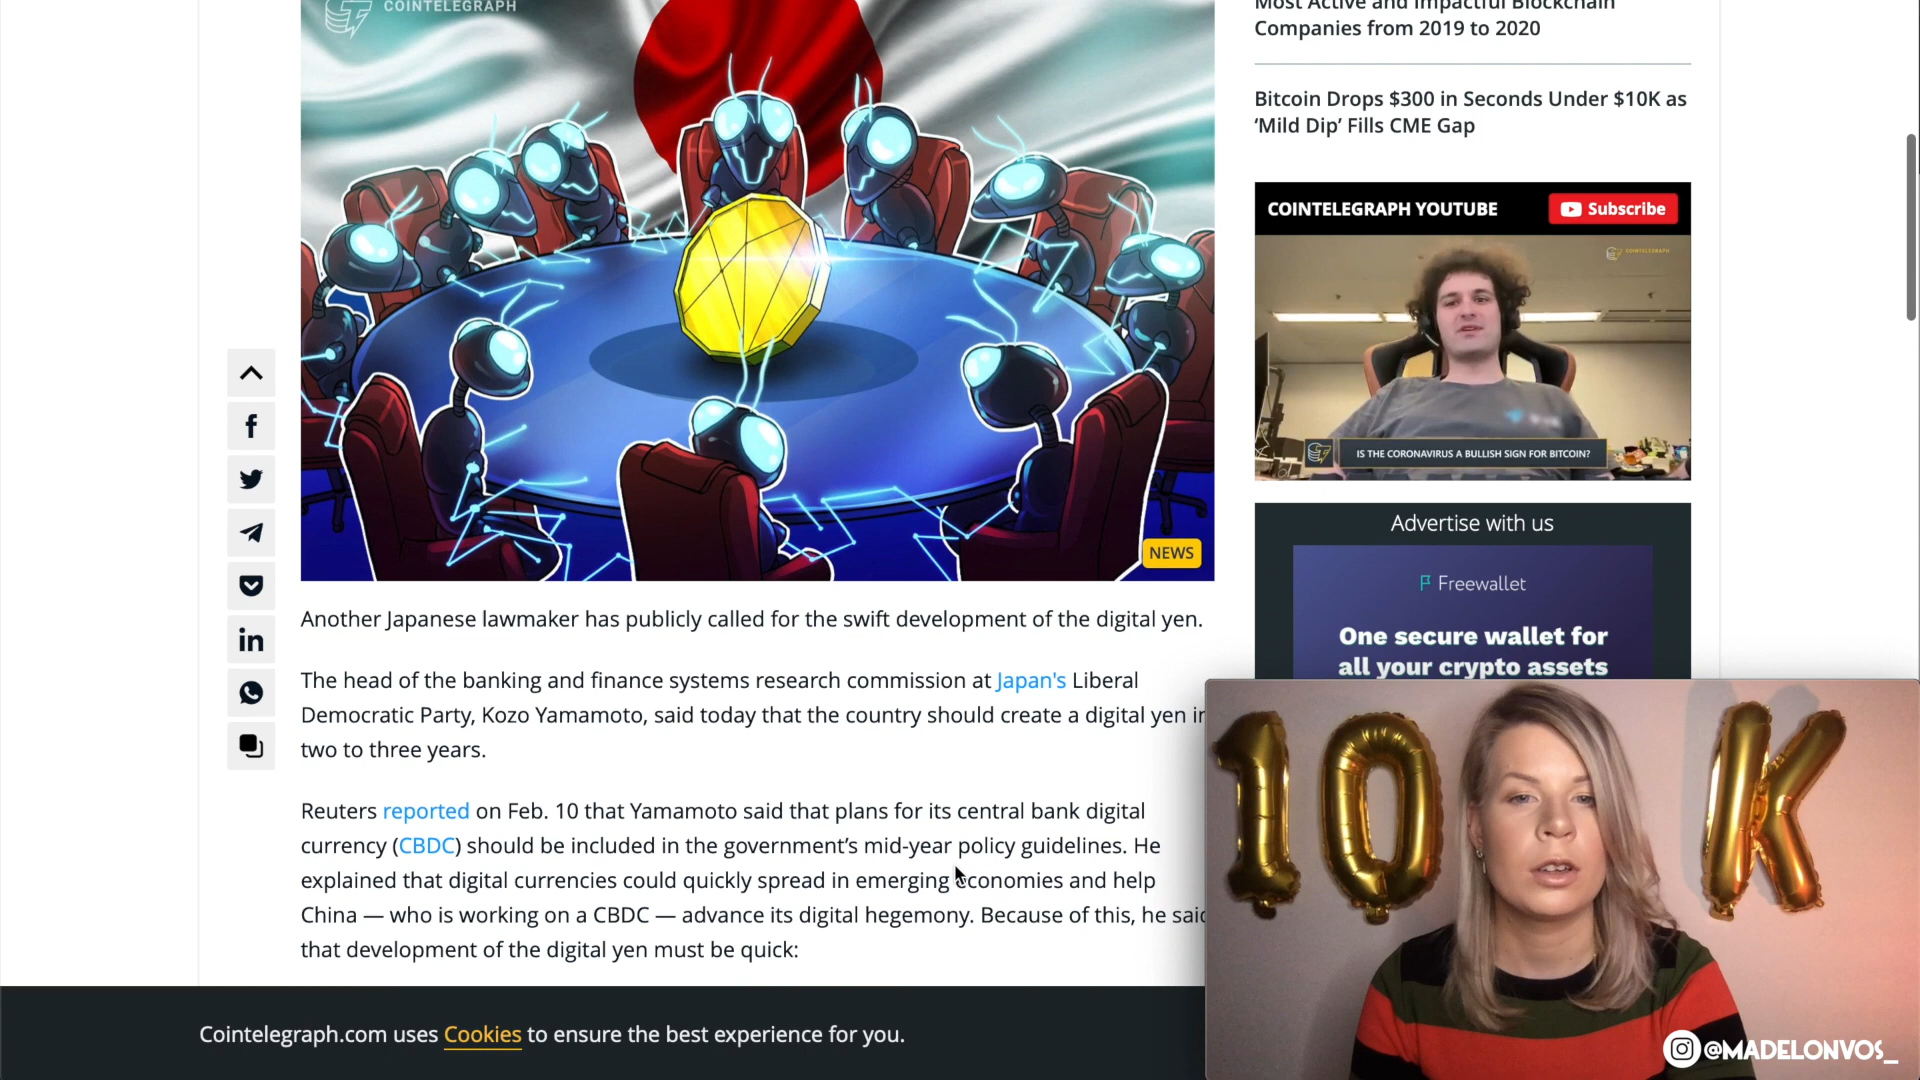 COINTELEGRAPH
NEWS
Another Japanese lawmaker has publicly called for the swift development of the digital yen.
The head of the banking and finance systems research commission at Japan's Liberal
Democratic Party, Kozo Yamamoto, said today that the country should create a digital yen in
two to three years.
Reuters reported on Feb. 10 that Yamamoto said that plans for its central bank digital
currency (CBDC) should be included in the government's mid-year policy guidelines. He
explained that digital currencies could quickly spread in emerging economies and help
China — who is working on a CBDC — advance its digital hegemony. Because of this, he said
that development of the digital yen must be quick:
Most Active and Impactful Blockchain
Companies from 2019 to 2020
Bitcoin Drops $300 in Seconds Under $10K as
‘Mild Dip’ Fills CME Gap
COINTELEGRAPH YOUTUBE
Subscribe
COINTELEGRAPH
IS THE CORONAVIRUS A BULLISH SIGN FOR BITCOIN?
Advertise with us
Freewallet
One secure wallet for
all your crypto assets
10 K
@MADELONVOS_
Cointelegraph.com uses Cookies to ensure the best experience for you.